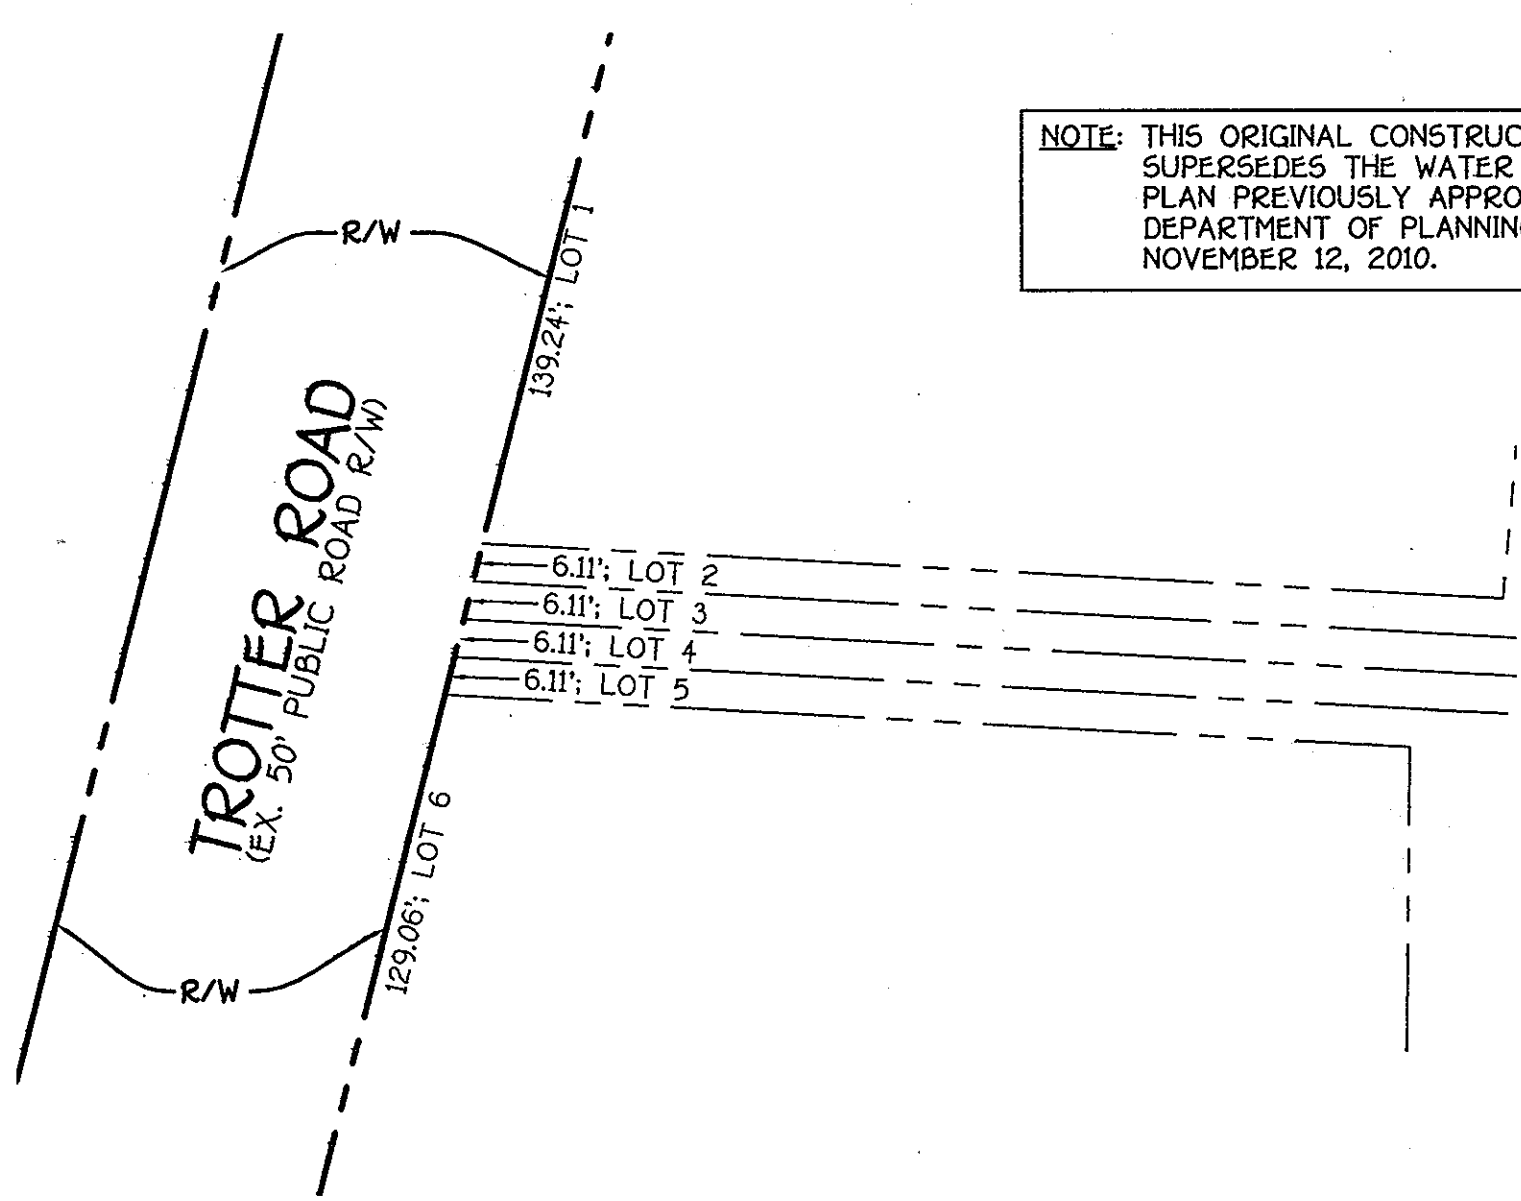 NOTE: THIS ORIGINAL CONSTRUC
SUPERSEDES THE WATER
PLAN PREVIOUSLY APPRO
DEPARTMENT OF PLANNIN
NOVEMBER 12, 2010.
R/W
139.24'; LOT 1
TROTTER ROAD
(EX. 50' PUBLIC ROAD R/W)
6.11'; LOT 2
6.11'; LOT 3
6.11'; LOT 4
6.11'; LOT 5
129.06'; LOT 6
R/W